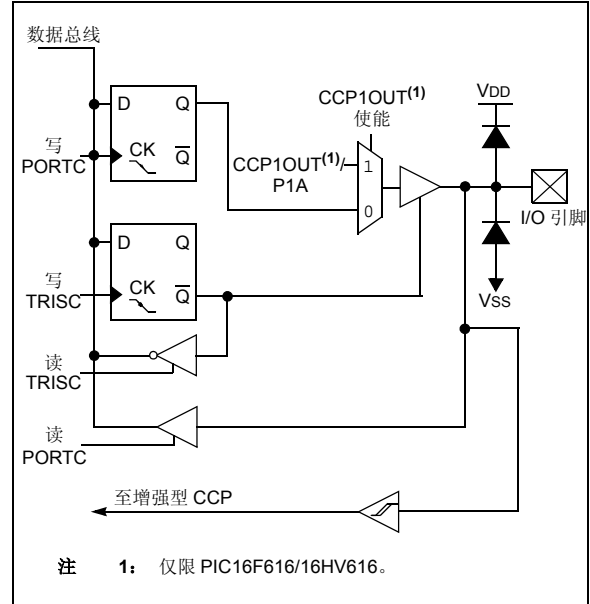 数据总线
D Q
CK Q
写
PORTC
CCP1OUT(1)
使能
CCP1OUT(1)/
P1A
1
0
VDD
I/O 引脚
VSS
D Q
CK Q
写
TRISC
读
TRISC
读
PORTC
至增强型 CCP
注 1: 仅限 PIC16F616/16HV616。